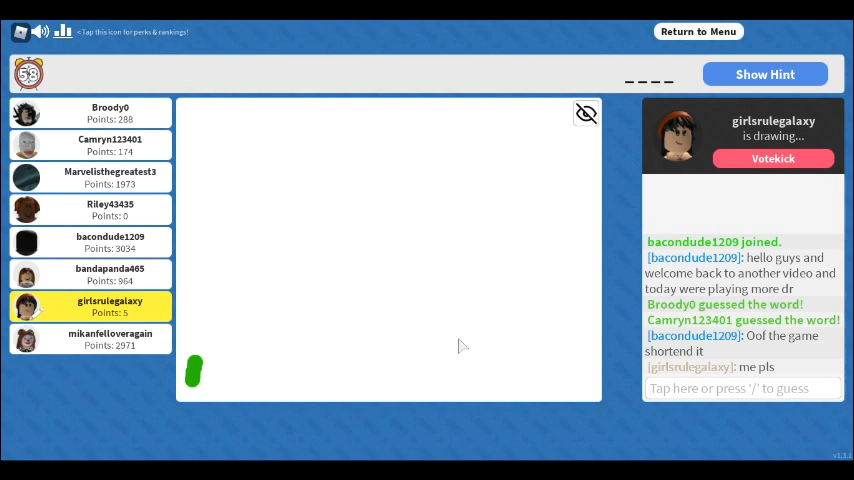 < Tap this icon for perks & rankings!
Return to Menu
58
_ _ _ _
Show Hint
Broody0
Points: 288
Camryn123401
Points: 174
Marvelisthegreatest3
Points: 1973
Riley43435
Points: 0
bacondude1209
Points: 3034
bandapanda465
Points: 964
girlsrulegalaxy
Points: 5
mikanfelloveragain
Points: 2971
girlsrulegalaxy
is drawing...
Votekick
bacondude1209 joined.
[bacondude1209]: hello guys and
welcome back to another video and
today were playing more dr
Broody0 guessed the word!
Camryn123401 guessed the word!
[bacondude1209]: Oof the game
shortend it
[girlsrulegalaxy]: me pls
Tap here or press '/' to guess
v1.3.1